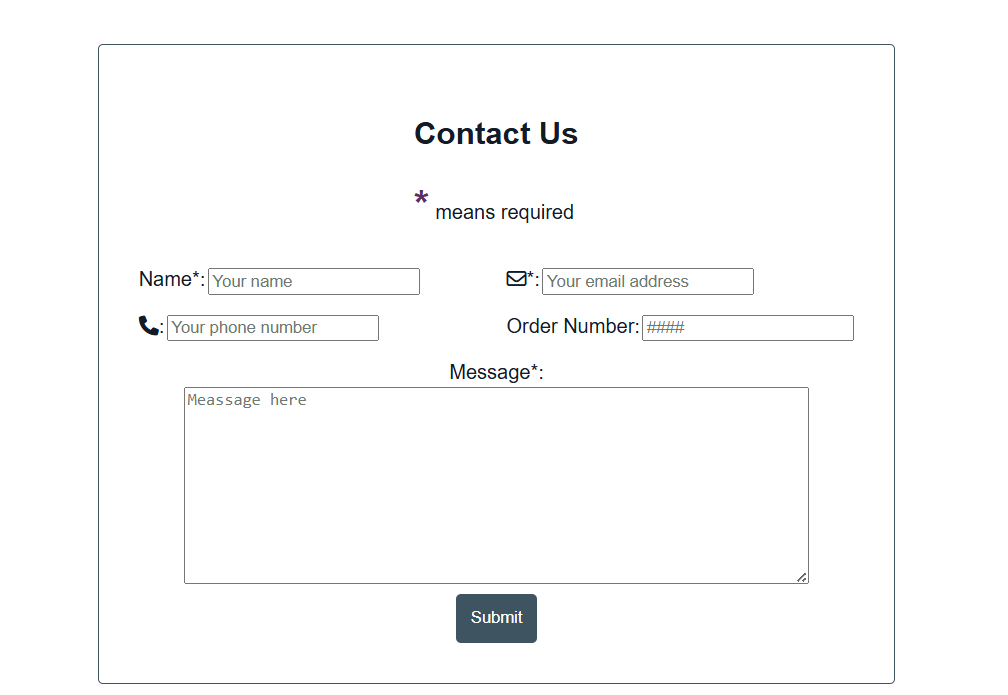 Contact Us
* means required
Name*: Your name *: Your email address
: Your phone number Order Number: ####
Message*:
Meassage here
Submit